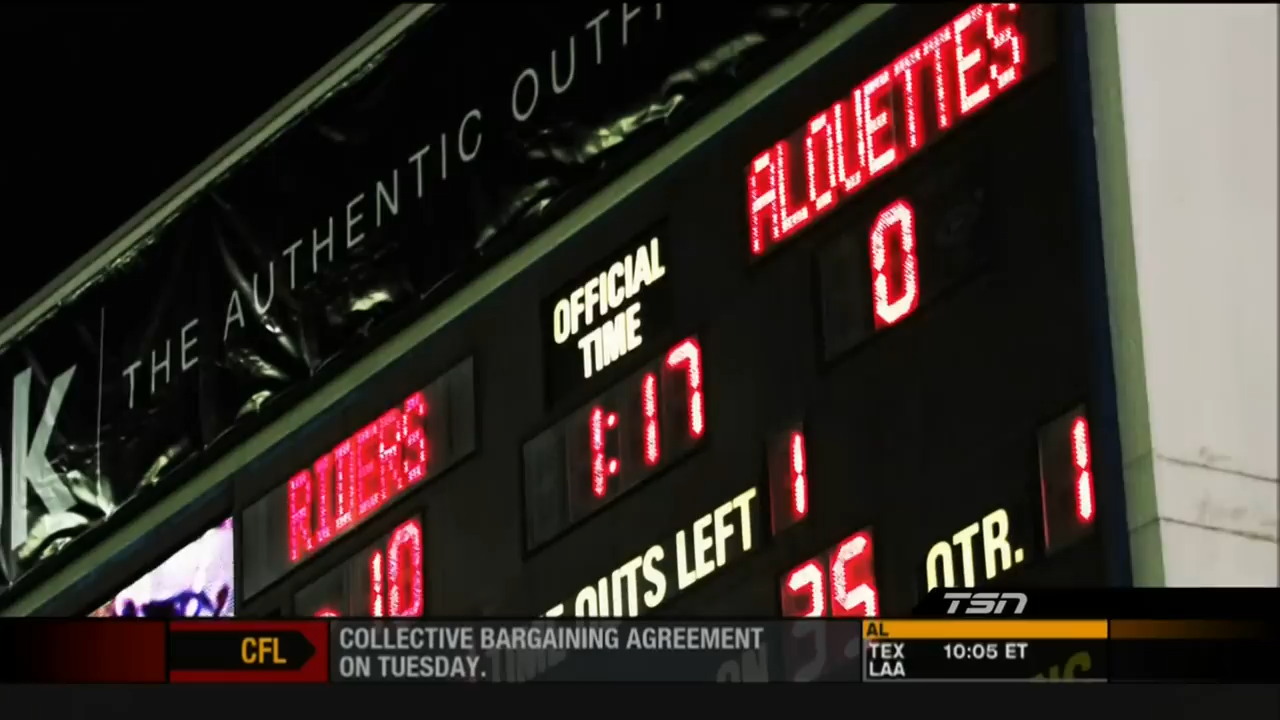 K | THE AUTHENTIC OUTF
ALOUETTES
0
OFFICIAL
TIME
1:17
RIDERS
10
1
OUTS LEFT
1
QTR.
35
TSN
CFL
COLLECTIVE BARGAINING AGREEMENT
ON TUESDAY.
AL
TEX 10:05 ET
LAA